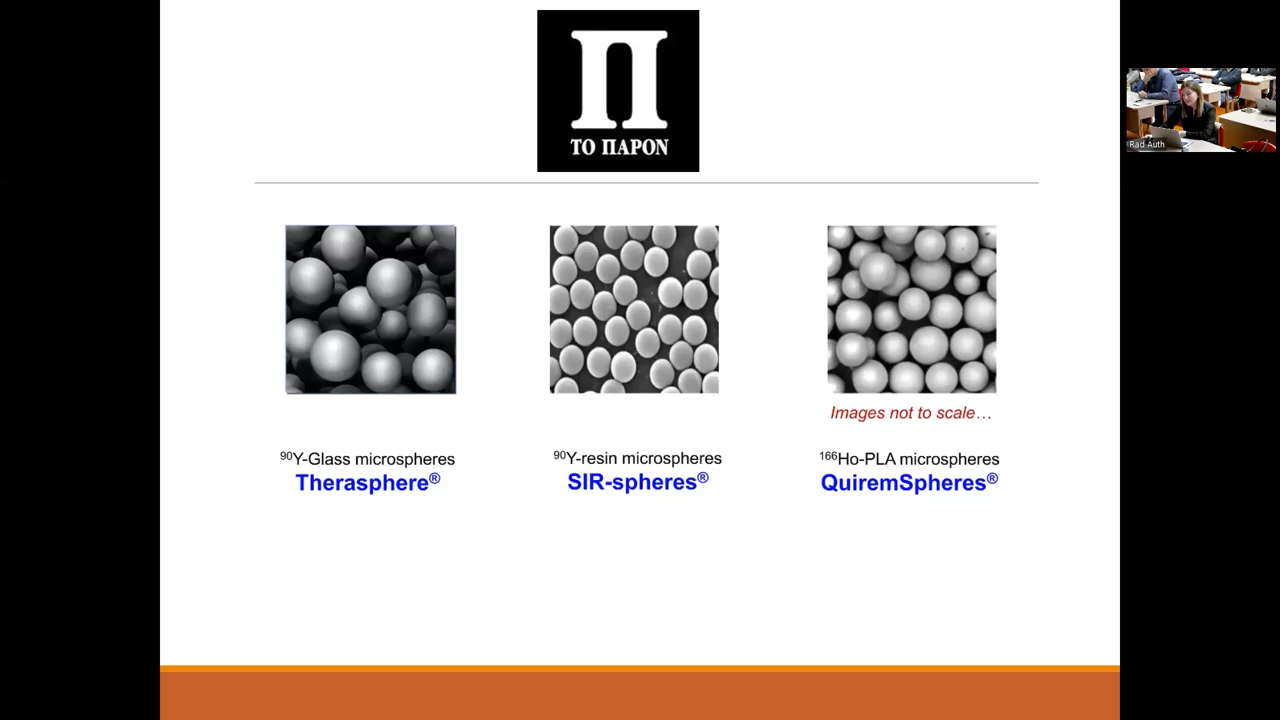 Π
ΤΟ ΠΑΡΟΝ
Rad Auth
Images not to scale…
⁹⁰Y-Glass microspheres
Therasphere®
⁹⁰Y-resin microspheres
SIR-spheres®
¹⁶⁶Ho-PLA microspheres
QuiremSpheres®